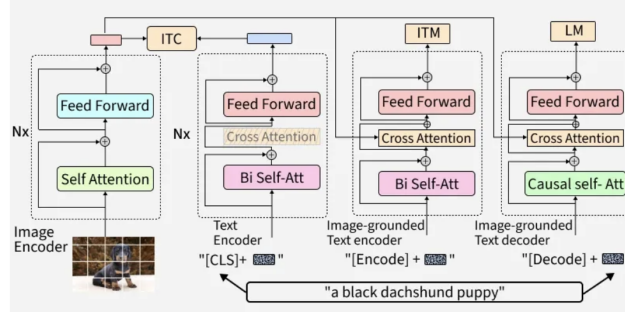 ITC
ITM
LM
Feed Forward
Feed Forward
Feed Forward
Feed Forward
Nx
Nx
Cross Attention
Cross Attention
Cross Attention
Self Attention
Bi Self-Att
Bi Self-Att
Causal self- Att
Image
Encoder
Text
Encoder
Image-grounded
Text encoder
Image-grounded
Text decoder
"[CLS]+ "
"[Encode] + "
"[Decode] + "
"a black dachshund puppy"